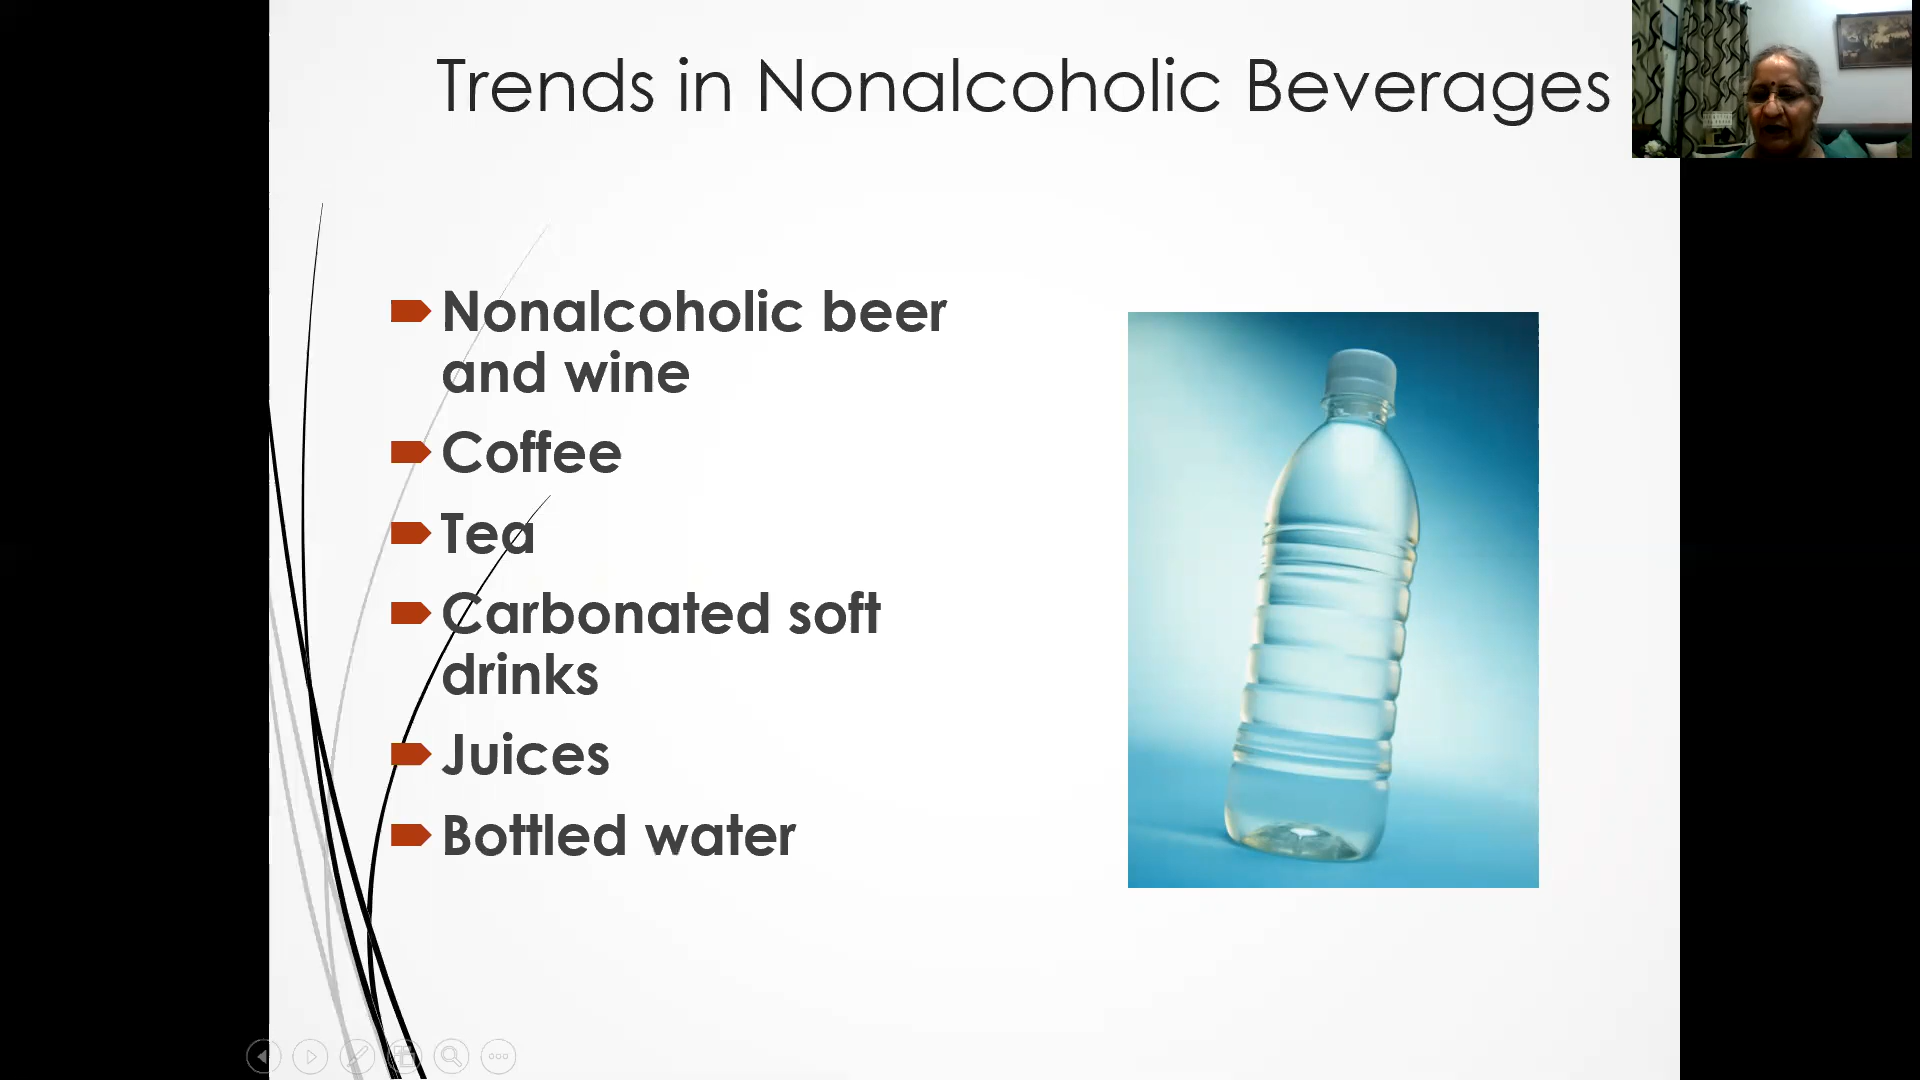 Trends in Nonalcoholic Beverages
Nonalcoholic beer
and wine
Coffee
Tea
Carbonated soft
drinks
Juices
Bottled water